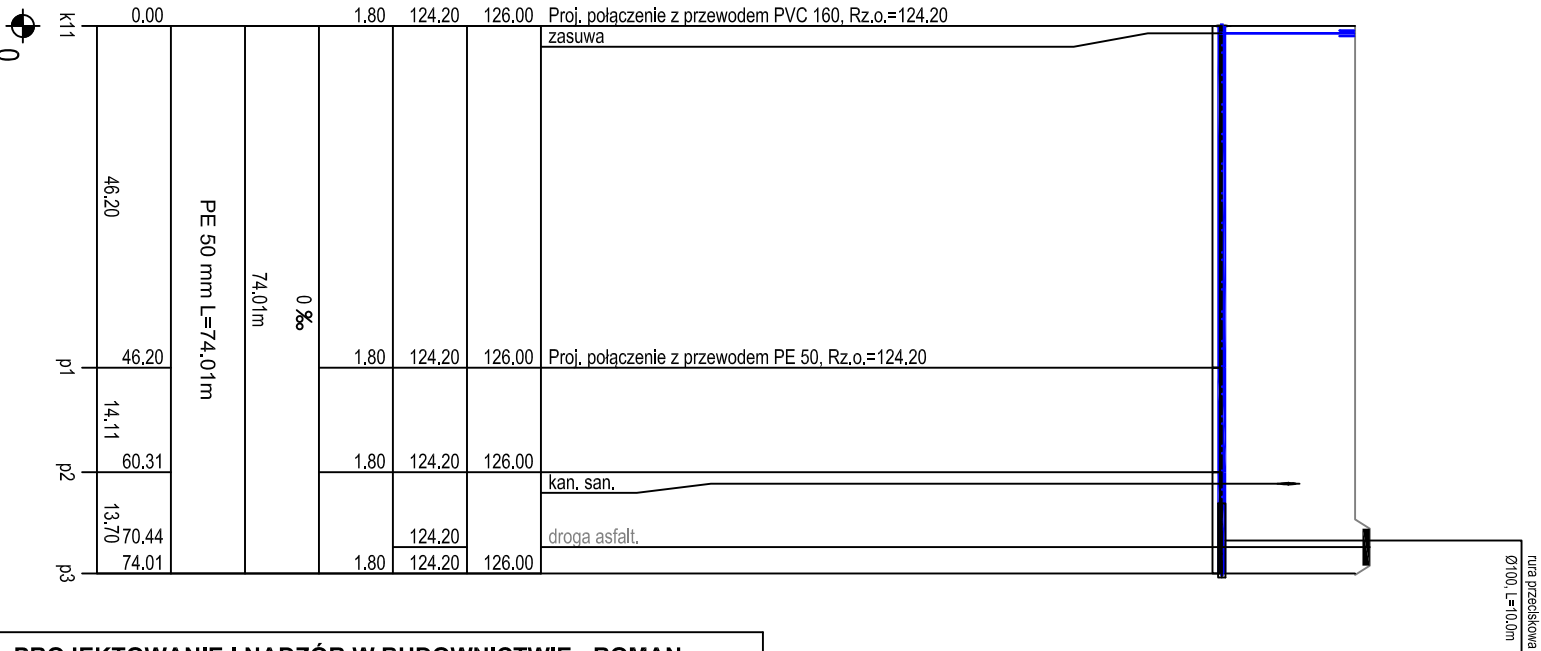 k11
0.00 1.80 124.20 126.00 Proj. połączenie z przewodem PVC 160, Rz.o.=124.20
zasuwa
0
46.20
PE 50 mm L=74.01m
74.01m
0 ‰
p1
46.20 1.80 124.20 126.00 Proj. połączenie z przewodem PE 50, Rz.o.=124.20
14.11
p2
60.31 1.80 124.20 126.00
kan. san.
13.70
70.44 124.20 droga asfalt.
p3
74.01 1.80 124.20 126.00
rura przeciskowa
Ø100, L=10.0m
PROJEKTOWANIE I NADZÓR W BUDOWNICTWIE - ROMAN